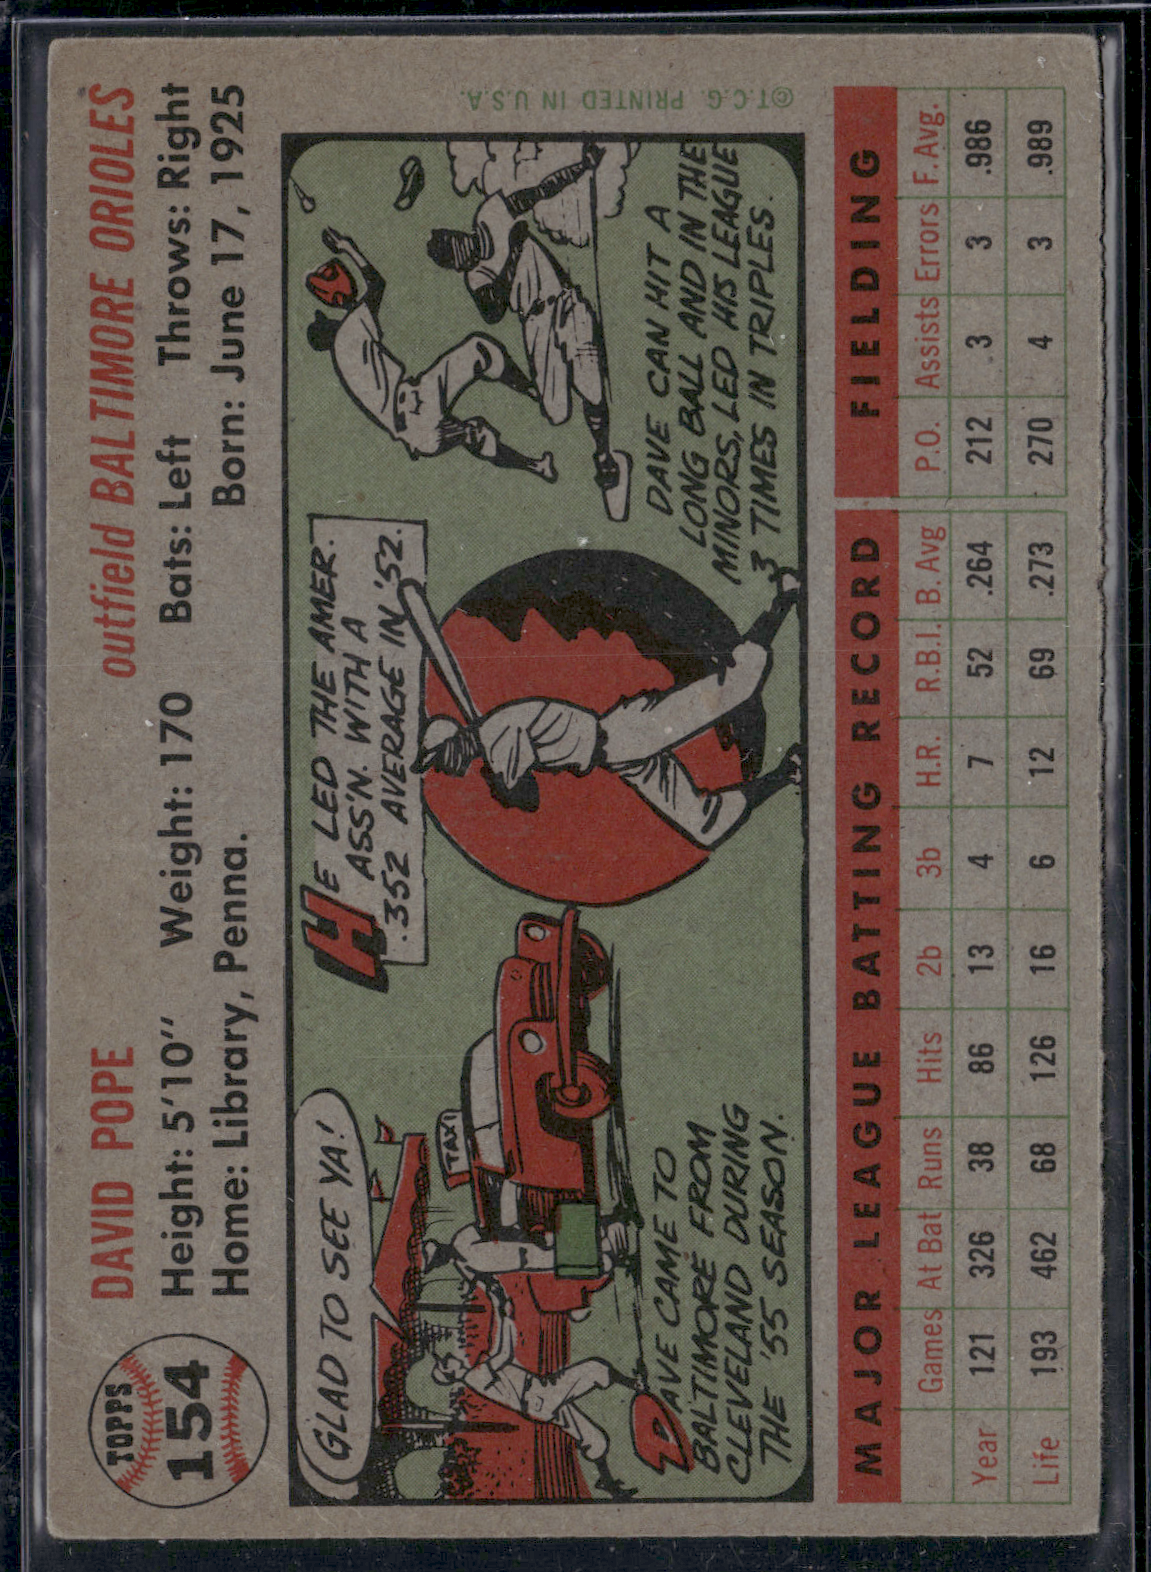 TOPPS
154
DAVID POPE
outfield BALTIMORE ORIOLES
Height: 5'10" Weight: 170 Bats: Left Throws: Right
Home: Library, Penna. Born: June 17, 1925
GLAD TO SEE YA!
TAXI
DAVE CAME TO
BALTIMORE FROM
CLEVELAND DURING
THE '55 SEASON.
HE LED THE AMER.
ASS'N. WITH A
.352 AVERAGE IN '52.
DAVE CAN HIT A
LONG BALL AND IN THE
MINORS, LED HIS LEAGUE
3 TIMES IN TRIPLES.
©T.C.G. PRINTED IN U.S.A.
MAJOR LEAGUE BATTING RECORD FIELDING
Games At Bat Runs Hits 2b 3b H.R. R.B.I. B. Avg P.O. Assists Errors F. Avg.
Year 121 326 38 86 13 4 7 52 .264 212 3 3 .986
Life 193 462 68 126 16 6 12 69 .273 270 4 3 .989